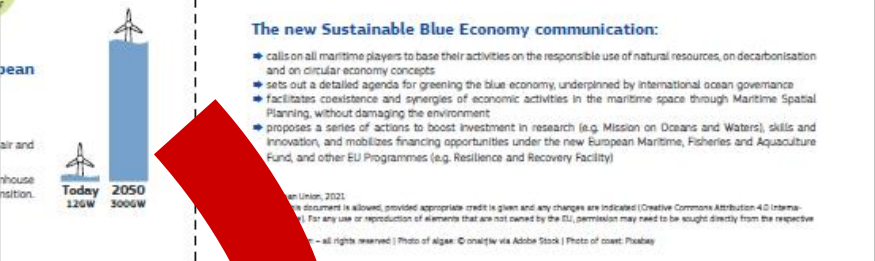 pean
air and
nhouse
nsition.
Today 2050
12GW 300GW
The new Sustainable Blue Economy communication:
calls on all maritime players to base their activities on the responsible use of natural resources, on decarbonisation
and on circular economy concepts
sets out a detailed agenda for greening the blue economy, underpinned by international ocean governance
facilitates coexistence and synergies of economic activities in the maritime space through Maritime Spatial
Planning, without damaging the environment
proposes a series of actions to boost investment in research (e.g. Mission on Oceans and Waters), skills and
innovation, and mobilizes financing opportunities under the new European Maritime, Fisheries and Aquaculture
Fund, and other EU Programmes (e.g. Resilience and Recovery Facility)
an Union, 2021
is document is allowed, provided appropriate credit is given and any changes are indicated (Creative Commons Attribution 4.0 Interna-
e). For any use or reproduction of elements that are not owned by the EU, permission may need to be sought directly from the respective
– all rights reserved | Photo of algae: © onairjiw via Adobe Stock | Photo of coast: Pixabay